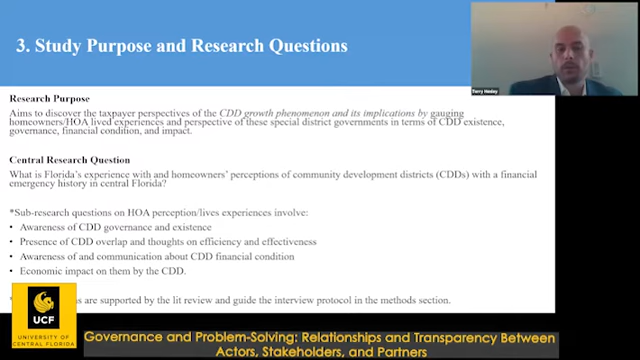 3. Study Purpose and Research Questions
Terry Henley
Research Purpose
Aims to discover the taxpayer perspectives of the CDD growth phenomenon and its implications by gauging
homeowners/HOA lived experiences and perspective of these special district governments in terms of CDD existence,
governance, financial condition, and impact.
Central Research Question
What is Florida's experience with and homeowners' perceptions of community development districts (CDDs) with a financial
emergency history in central Florida?
*Sub-research questions on HOA perception/lives experiences involve:
• Awareness of CDD governance and existence
• Presence of CDD overlap and thoughts on efficiency and effectiveness
• Awareness of and communication about CDD financial condition
• Economic impact on them by the CDD.
are supported by the lit review and guide the interview protocol in the methods section.
UCF
UNIVERSITY OF
CENTRAL FLORIDA
Governance and Problem-Solving: Relationships and Transparency Between
Actors, Stakeholders, and Partners